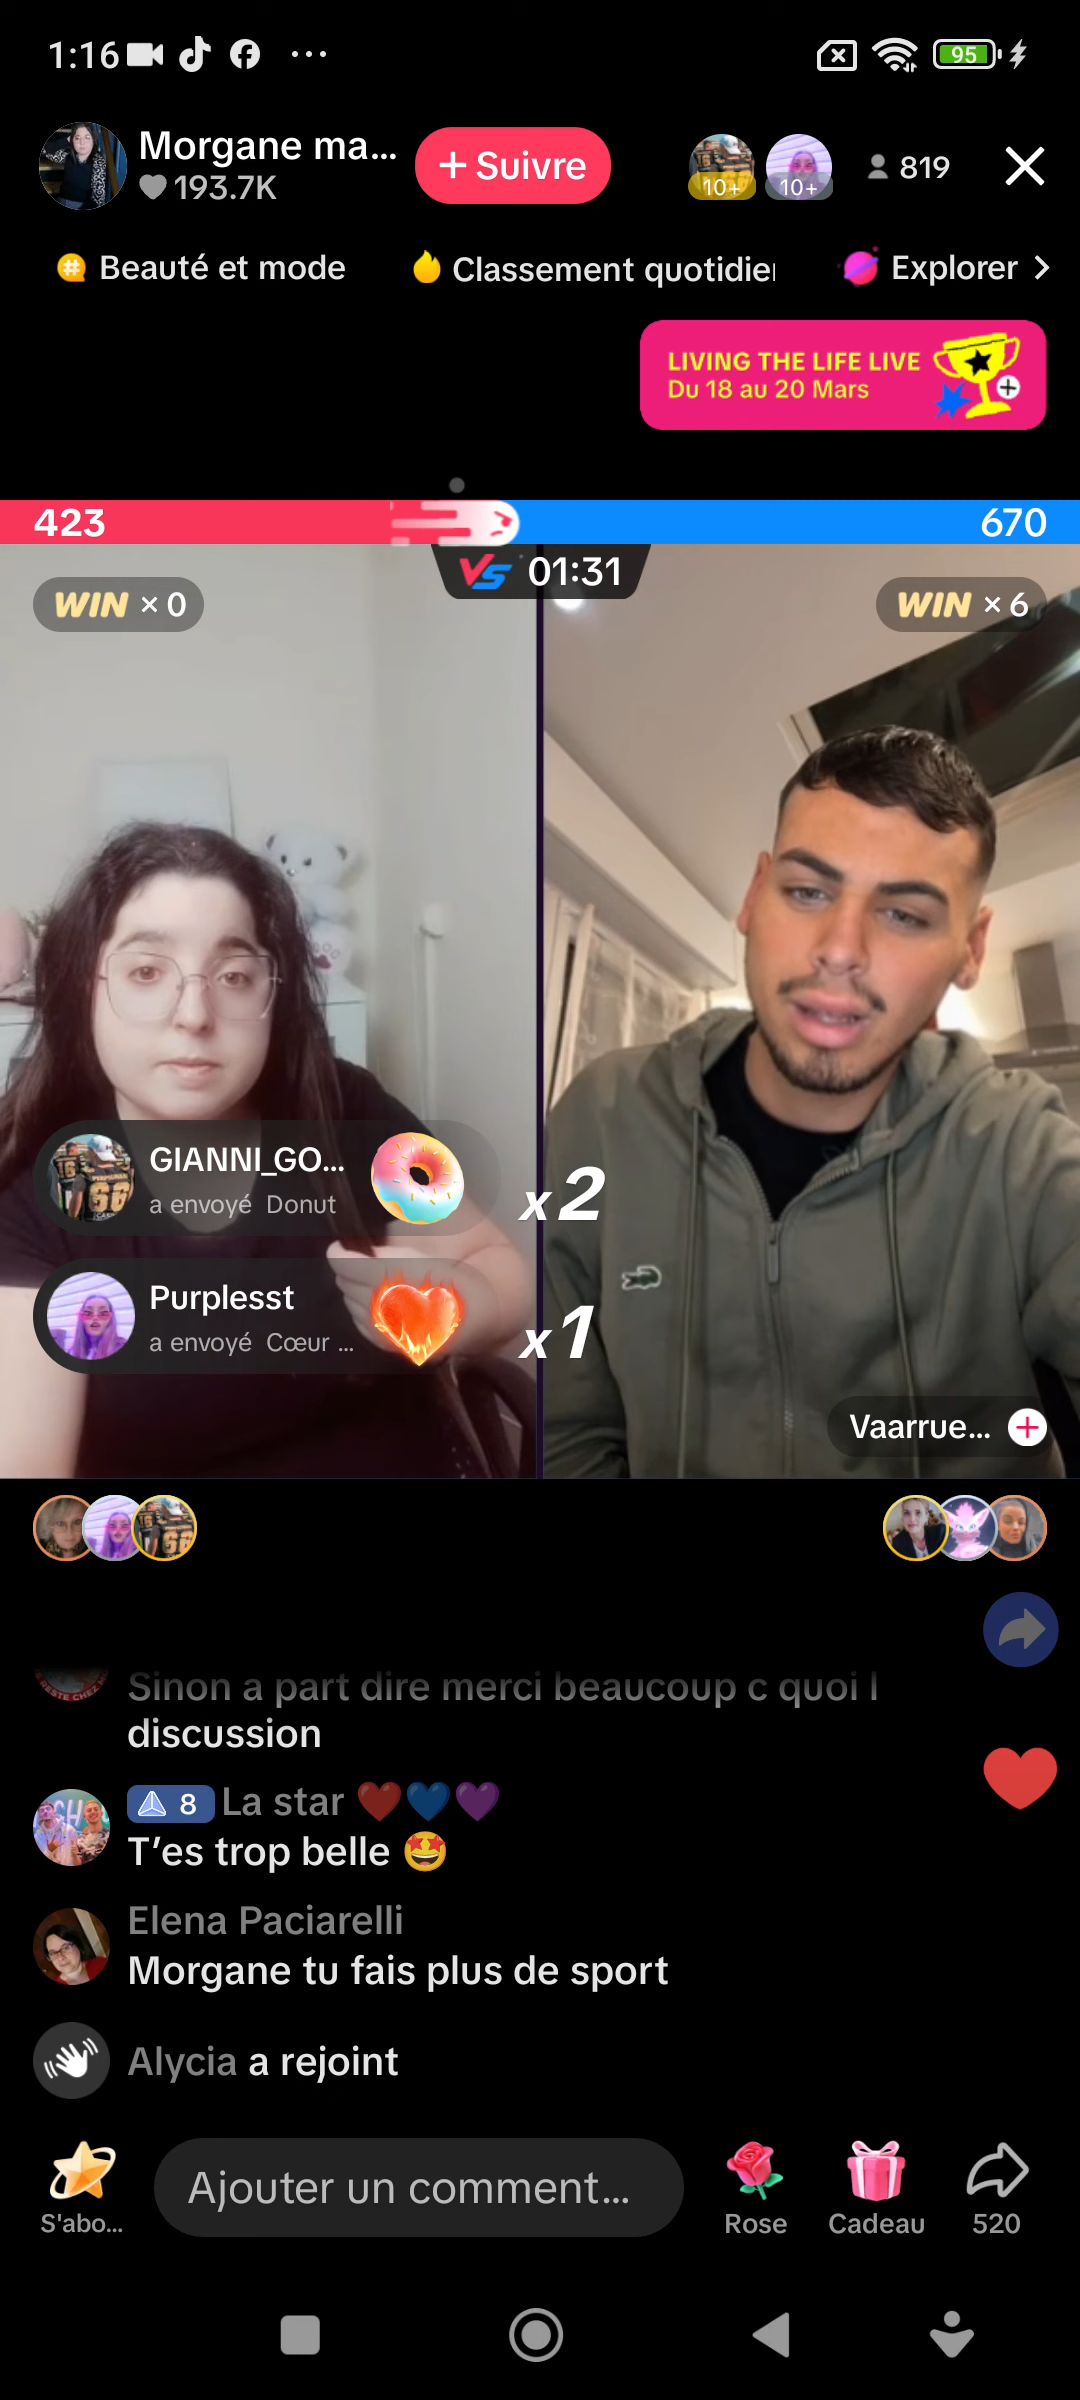 1:16
95
Morgane ma...
193.7K
+ Suivre
10+
10+
819
Beauté et mode
Classement quotidie
Explorer
LIVING THE LIFE LIVE
Du 18 au 20 Mars
423
670
VS 01:31
WIN × 0
WIN × 6
GIANNI_GO...
a envoyé Donut
x2
Purplesst
a envoyé Cœur ...
x1
Vaarrue...
Sinon a part dire merci beaucoup c quoi l
discussion
8 La star ❤️💙💜
T'es trop belle 🤩
Elena Paciarelli
Morgane tu fais plus de sport
Alycia a rejoint
S'abo...
Ajouter un comment...
Rose
Cadeau
520